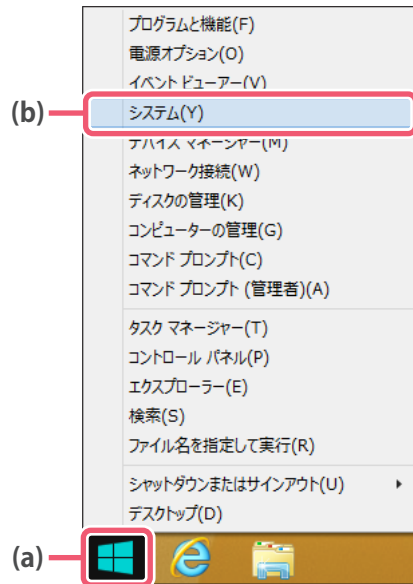 プログラムと機能(F)
電源オプション(O)
イベント ビューアー(V)
(b)
システム(Y)
デバイス マネージャー(M)
ネットワーク接続(W)
ディスクの管理(K)
コンピューターの管理(G)
コマンド プロンプト(C)
コマンド プロンプト (管理者)(A)
タスク マネージャー(T)
コントロール パネル(P)
エクスプローラー(E)
検索(S)
ファイル名を指定して実行(R)
シャットダウンまたはサインアウト(U)
デスクトップ(D)
(a)